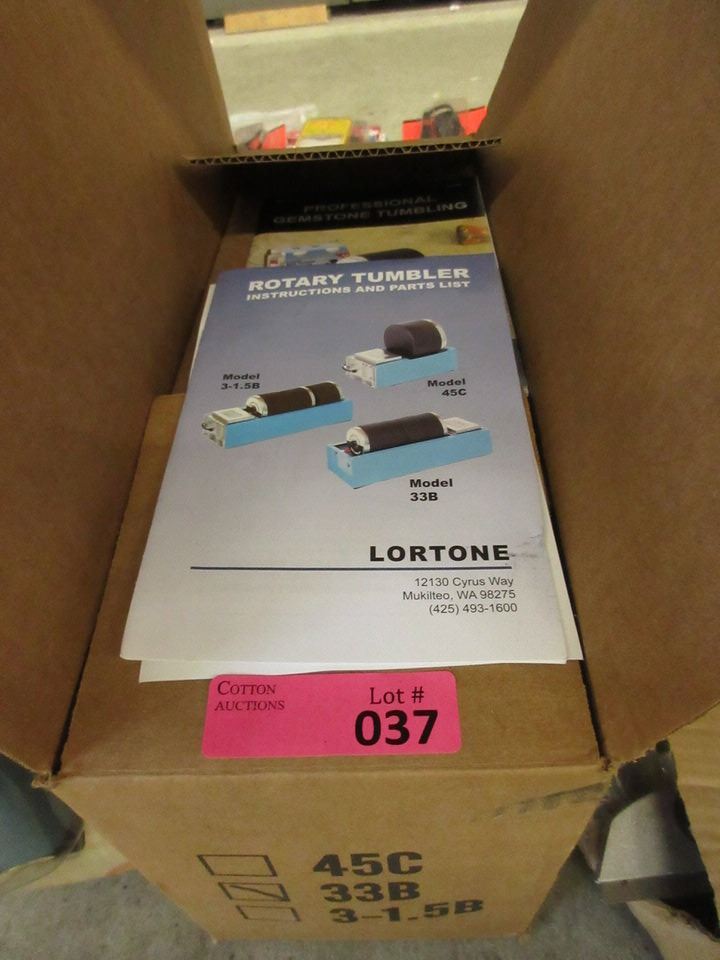 PROFESSIONAL
GEMSTONE TUMBLING
ROTARY TUMBLER
INSTRUCTIONS AND PARTS LIST
Model
3-1.5B
Model
45C
Model
33B
LORTONE
12130 Cyrus Way
Mukilteo, WA 98275
(425) 493-1600
COTTON
AUCTIONS
Lot #
037
45C
33B
3-1.5B